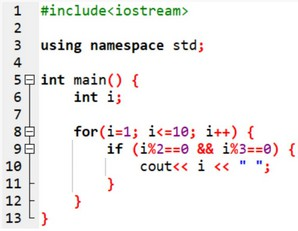 1 #include<iostream>
2
3 using namespace std;
4
5 int main() {
6 int i;
7
8 for(i=1; i<=10; i++) {
9 if (i%2==0 && i%3==0) {
10 cout<< i << " ";
11 }
12 }
13 }